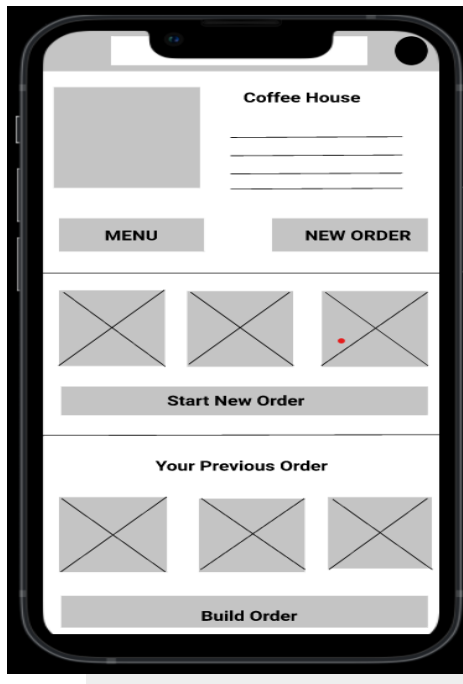 Coffee House
MENU
NEW ORDER
Start New Order
Your Previous Order
Build Order